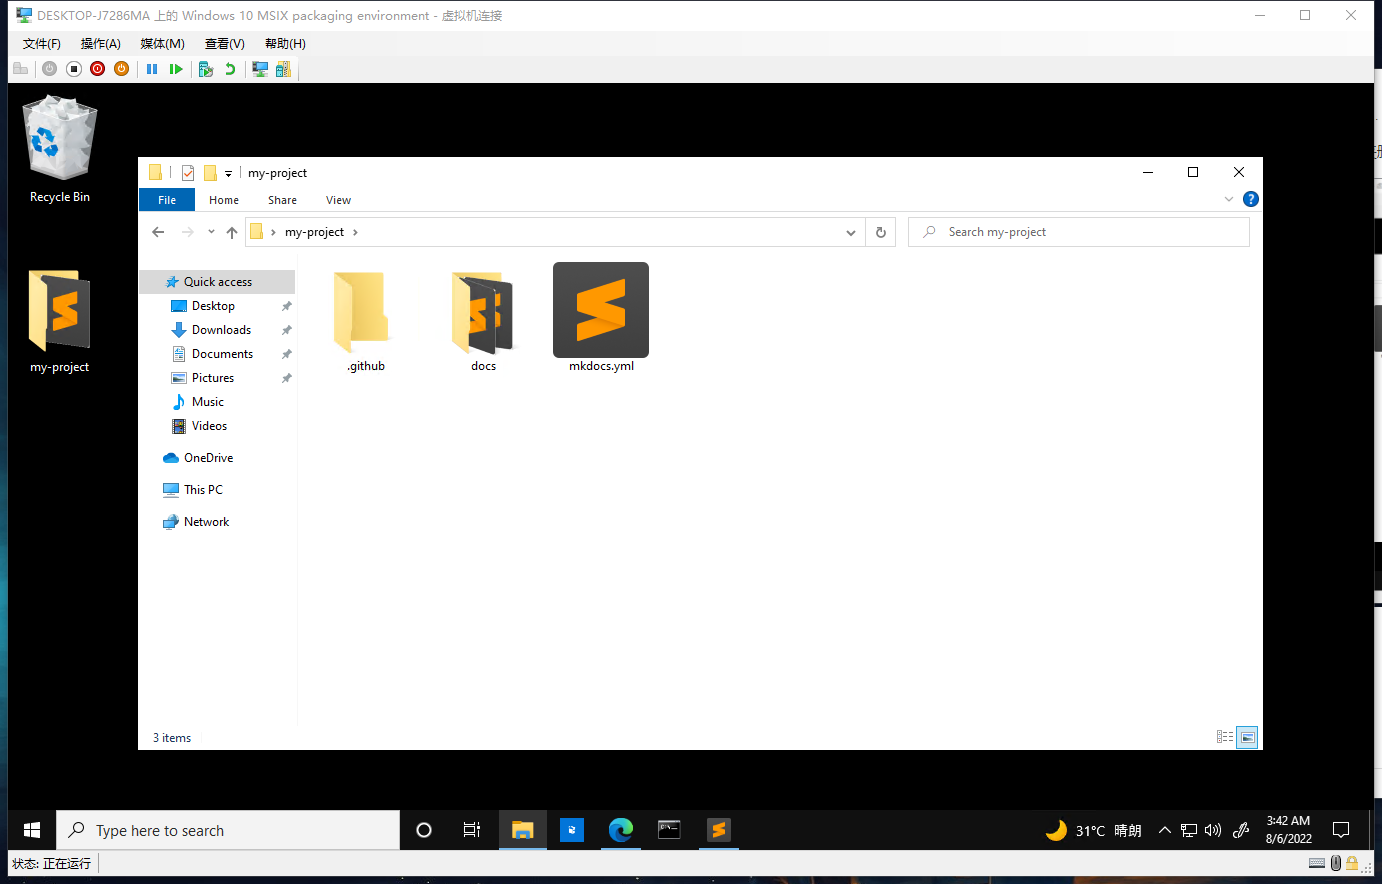 DESKTOP-J7286MA 上的 Windows 10 MSIX packaging environment - 虚拟机连接
文件(F) 操作(A) 媒体(M) 查看(V) 帮助(H)
Recycle Bin
my-project
my-project
File Home Share View
my-project
Search my-project
Quick access
Desktop
Downloads
Documents
Pictures
Music
Videos
OneDrive
This PC
Network
.github
docs
mkdocs.yml
3 items
Type here to search
31°C 晴朗
3:42 AM
8/6/2022
状态: 正在运行